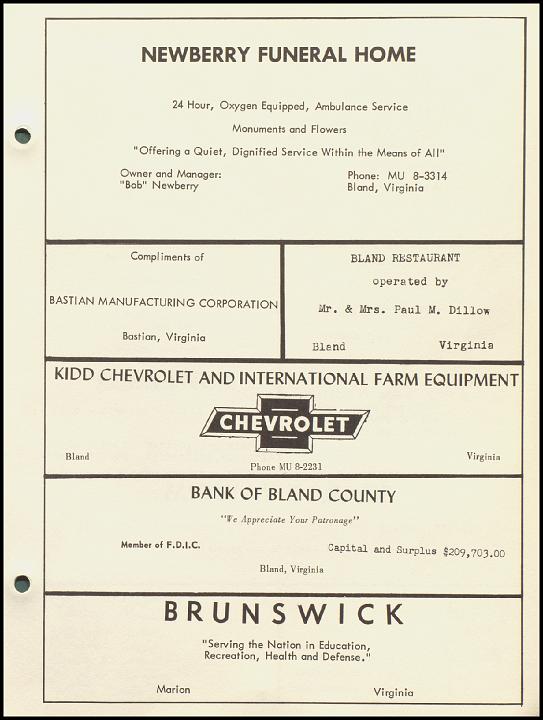 NEWBERRY FUNERAL HOME
24 Hour, Oxygen Equipped, Ambulance Service
Monuments and Flowers
"Offering a Quiet, Dignified Service Within the Means of All"
Owner and Manager:
"Bob" Newberry
Phone: MU 8-3314
Bland, Virginia
Compliments of
BASTIAN MANUFACTURING CORPORATION
Bastian, Virginia
BLAND RESTAURANT
operated by
Mr. & Mrs. Paul M. Dillow
Bland Virginia
KIDD CHEVROLET AND INTERNATIONAL FARM EQUIPMENT
CHEVROLET
Bland Virginia
Phone MU 8-2231
BANK OF BLAND COUNTY
"We Appreciate Your Patronage"
Member of F.D.I.C. Capital and Surplus $209,703.00
Bland, Virginia
BRUNSWICK
"Serving the Nation in Education,
Recreation, Health and Defense."
Marion Virginia